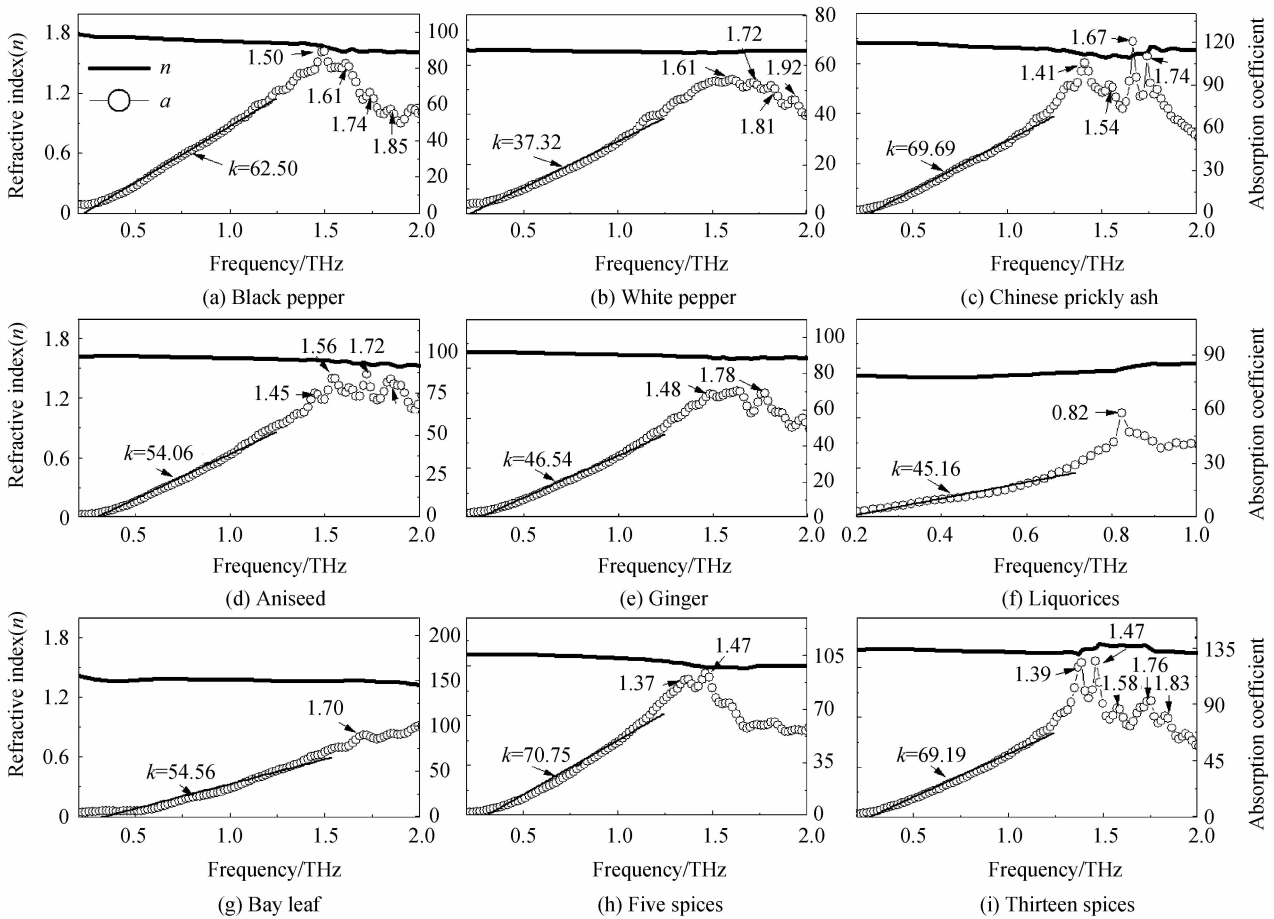 Refractive index(n)
1.8
1.2
0.6
0
n
a
1.50
1.61
1.74
1.85
k=62.50
100
80
60
40
20
0
0.5 1.0 1.5 2.0
Frequency/THz
(a) Black pepper
1.72
1.61
1.92
1.81
k=37.32
80
60
40
20
0
0.5 1.0 1.5 2.0
Frequency/THz
(b) White pepper
1.67
1.41
1.74
1.54
k=69.69
120
90
60
30
0
Absorption coefficient
0.5 1.0 1.5 2.0
Frequency/THz
(c) Chinese prickly ash
Refractive index(n)
1.8
1.2
0.6
0
1.56 1.72
1.45
k=54.06
100
75
50
25
0
0.5 1.0 1.5 2.0
Frequency/THz
(d) Aniseed
1.48
1.78
k=46.54
100
80
60
40
20
0
0.5 1.0 1.5 2.0
Frequency/THz
(e) Ginger
0.82
k=45.16
90
60
30
0
Absorption coefficient
0.2 0.4 0.6 0.8 1.0
Frequency/THz
(f) Liquorices
Refractive index(n)
1.8
1.2
0.6
0
1.70
k=54.56
200
150
100
50
0
0.5 1.0 1.5 2.0
Frequency/THz
(g) Bay leaf
1.47
1.37
k=70.75
105
70
35
0
0.5 1.0 1.5 2.0
Frequency/THz
(h) Five spices
1.47
1.39
1.76
1.58
1.83
k=69.19
135
90
45
0
Absorption coefficient
0.5 1.0 1.5 2.0
Frequency/THz
(i) Thirteen spices